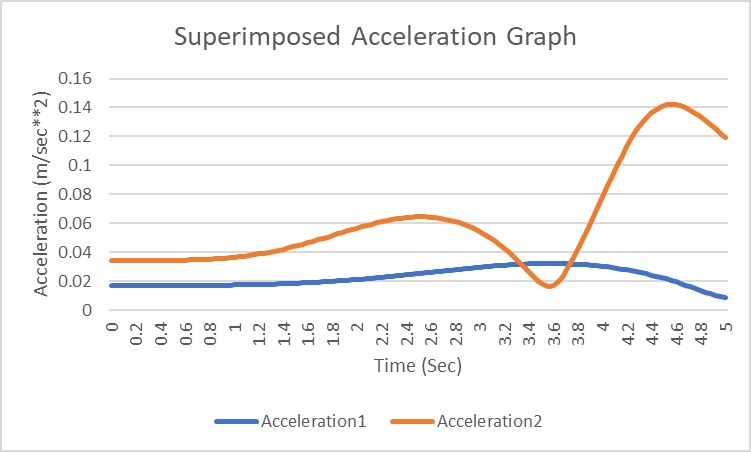 Superimposed Acceleration Graph
Acceleration (m/sec**2)
0.16
0.14
0.12
0.1
0.08
0.06
0.04
0.02
0
0 0.2 0.4 0.6 0.8 1 1.2 1.4 1.6 1.8 2 2.2 2.4 2.6 2.8 3 3.2 3.4 3.6 3.8 4 4.2 4.4 4.6 4.8 5
Time (Sec)
Acceleration1 Acceleration2